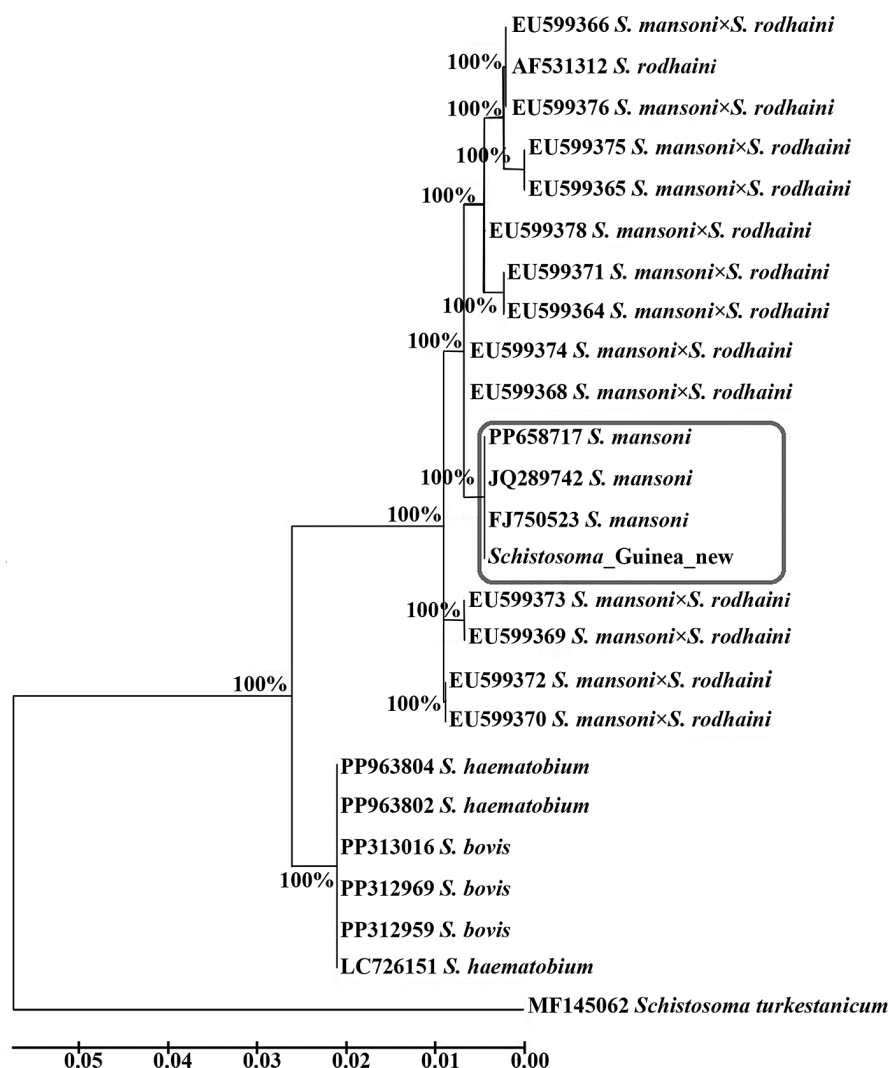 EU599366 S. mansoni×S. rodhaini
100%
AF531312 S. rodhaini
100%
EU599376 S. mansoni×S. rodhaini
100%
EU599375 S. mansoni×S. rodhaini
EU599365 S. mansoni×S. rodhaini
100%
EU599378 S. mansoni×S. rodhaini
EU599371 S. mansoni×S. rodhaini
100%
EU599364 S. mansoni×S. rodhaini
100%
EU599374 S. mansoni×S. rodhaini
EU599368 S. mansoni×S. rodhaini
PP658717 S. mansoni
100%
JQ289742 S. mansoni
100%
FJ750523 S. mansoni
Schistosoma_Guinea_new
EU599373 S. mansoni×S. rodhaini
100%
EU599369 S. mansoni×S. rodhaini
100%
EU599372 S. mansoni×S. rodhaini
100%
EU599370 S. mansoni×S. rodhaini
PP963804 S. haematobium
PP963802 S. haematobium
PP313016 S. bovis
100%
PP312969 S. bovis
PP312959 S. bovis
LC726151 S. haematobium
MF145062 Schistosoma turkestanicum
0.05 0.04 0.03 0.02 0.01 0.00